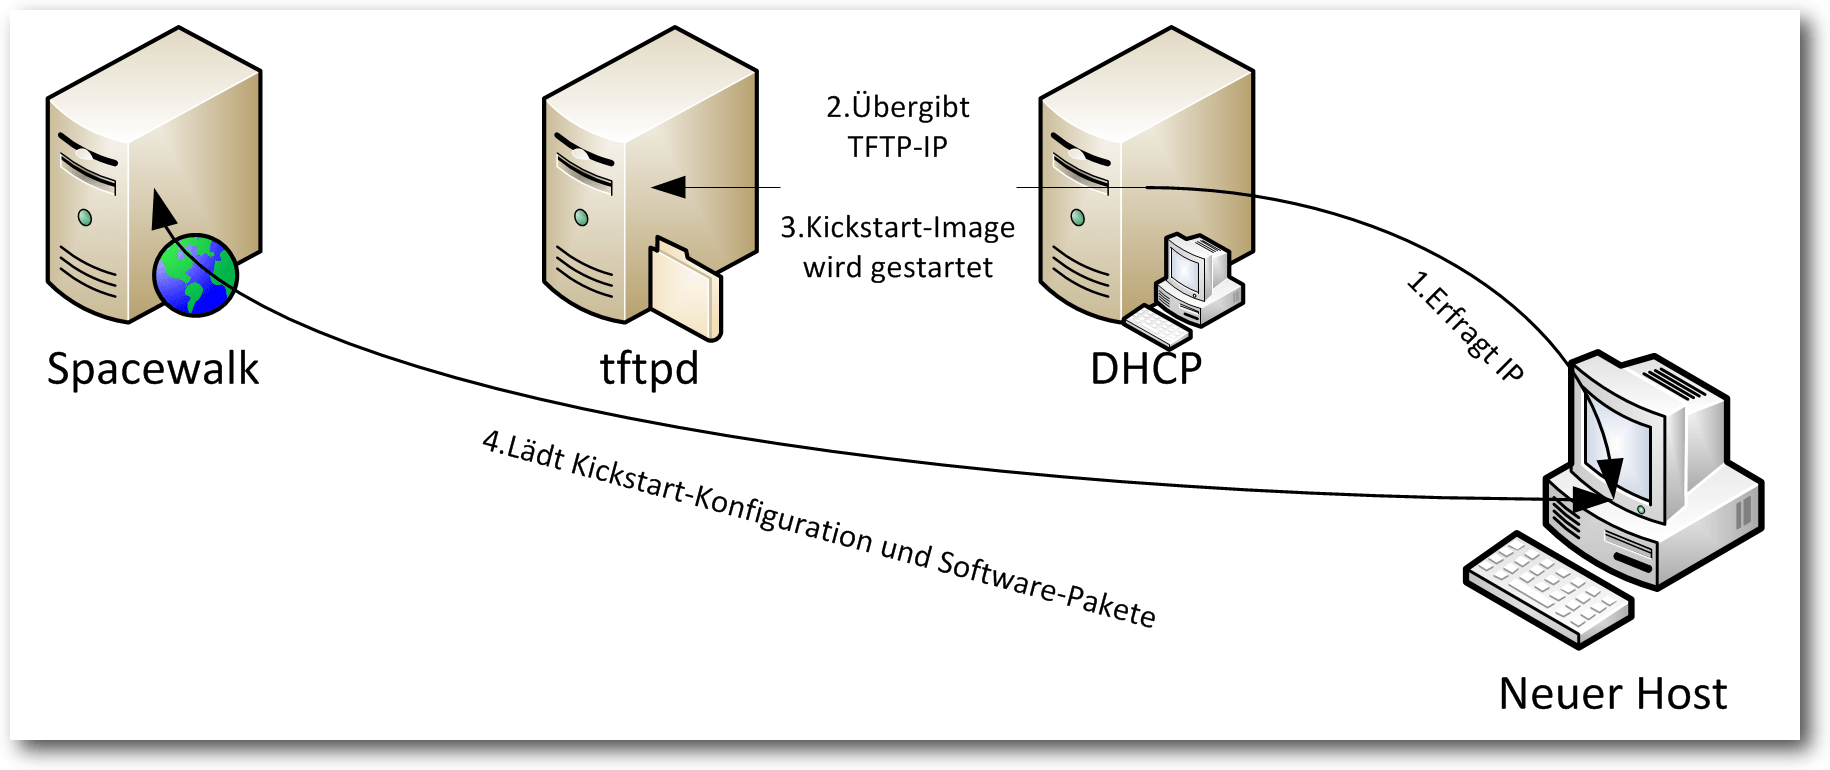 2.Übergibt
TFTP-IP
3.Kickstart-Image
wird gestartet
1.Erfragt IP
Spacewalk
tftpd
DHCP
4.Lädt Kickstart-Konfiguration und Software-Pakete
Neuer Host